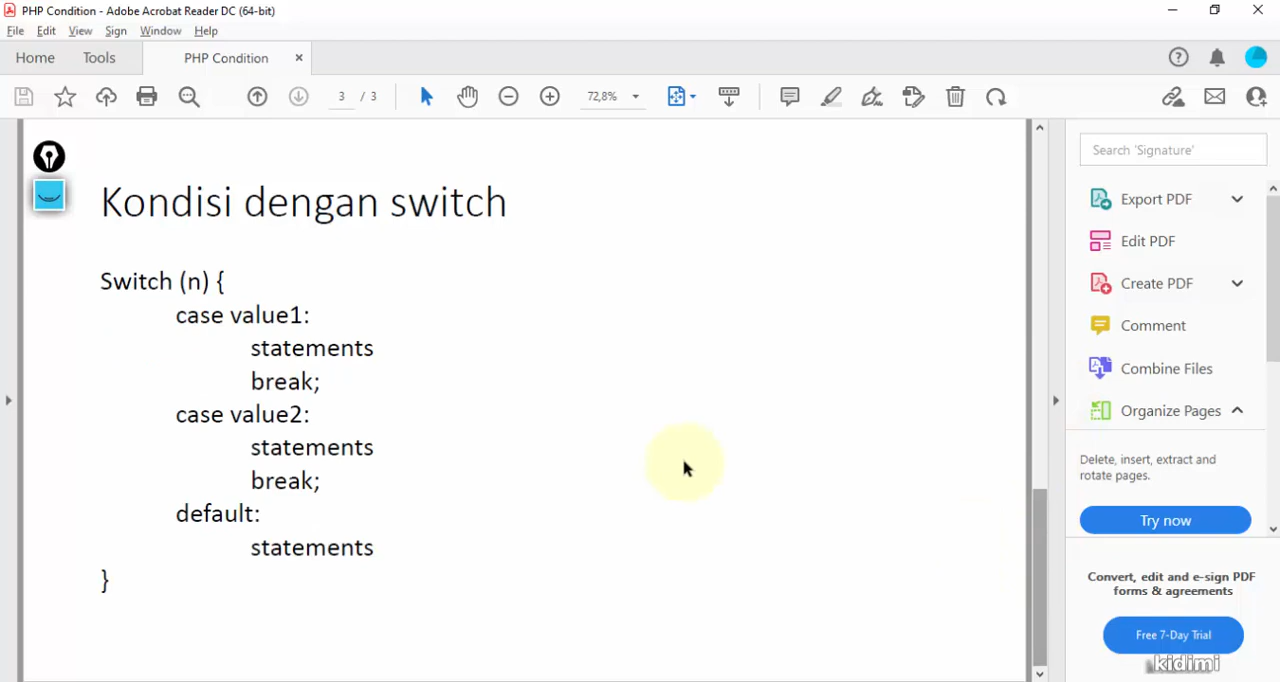 PHP Condition - Adobe Acrobat Reader DC (64-bit)
File Edit View Sign Window Help
Home Tools PHP Condition ×
3 / 3 72,8%
Search 'Signature'
Kondisi dengan switch
Switch (n) {
case value1:
statements
break;
case value2:
statements
break;
default:
statements
}
Export PDF
Edit PDF
Create PDF
Comment
Combine Files
Organize Pages
Delete, insert, extract and
rotate pages.
Try now
Convert, edit and e-sign PDF
forms & agreements
Free 7-Day Trial
kidimi